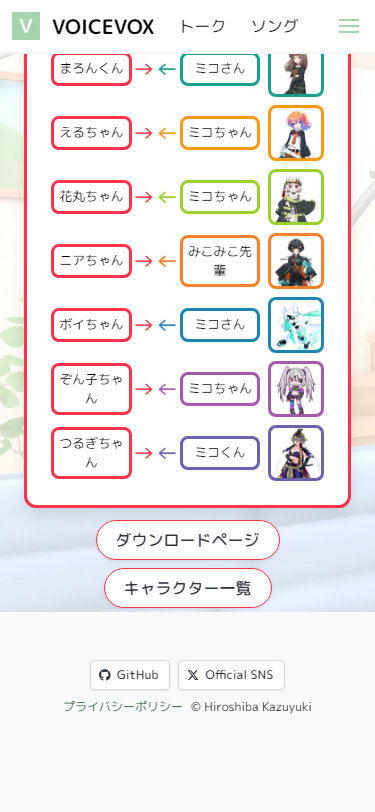 V VOICEVOX トーク ソング
まろんくん → ← ミコさん
えるちゃん → ← ミコちゃん
花丸ちゃん → ← ミコちゃん
ニアちゃん → ← みこみこ先
輩
ボイちゃん → ← ミコさん
ぞん子ちゃ
ん → ← ミコちゃん
つるぎちゃ
ん → ← ミコくん
ダウンロードページ
キャラクター一覧
GitHub Official SNS
プライバシーポリシー © Hiroshiba Kazuyuki